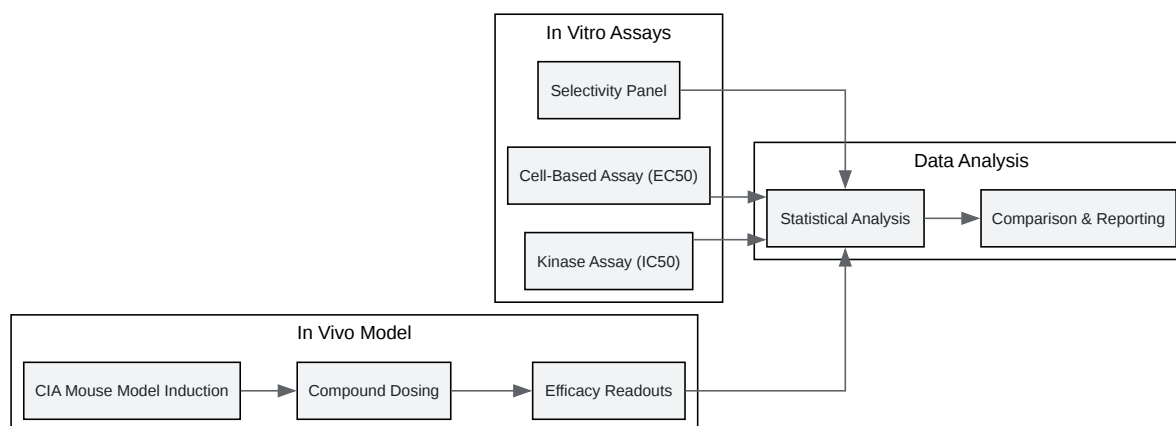 In Vitro Assays
Selectivity Panel
Cell-Based Assay (EC50)
Kinase Assay (IC50)
Data Analysis
Statistical Analysis
Comparison & Reporting
In Vivo Model
CIA Mouse Model Induction
Compound Dosing
Efficacy Readouts